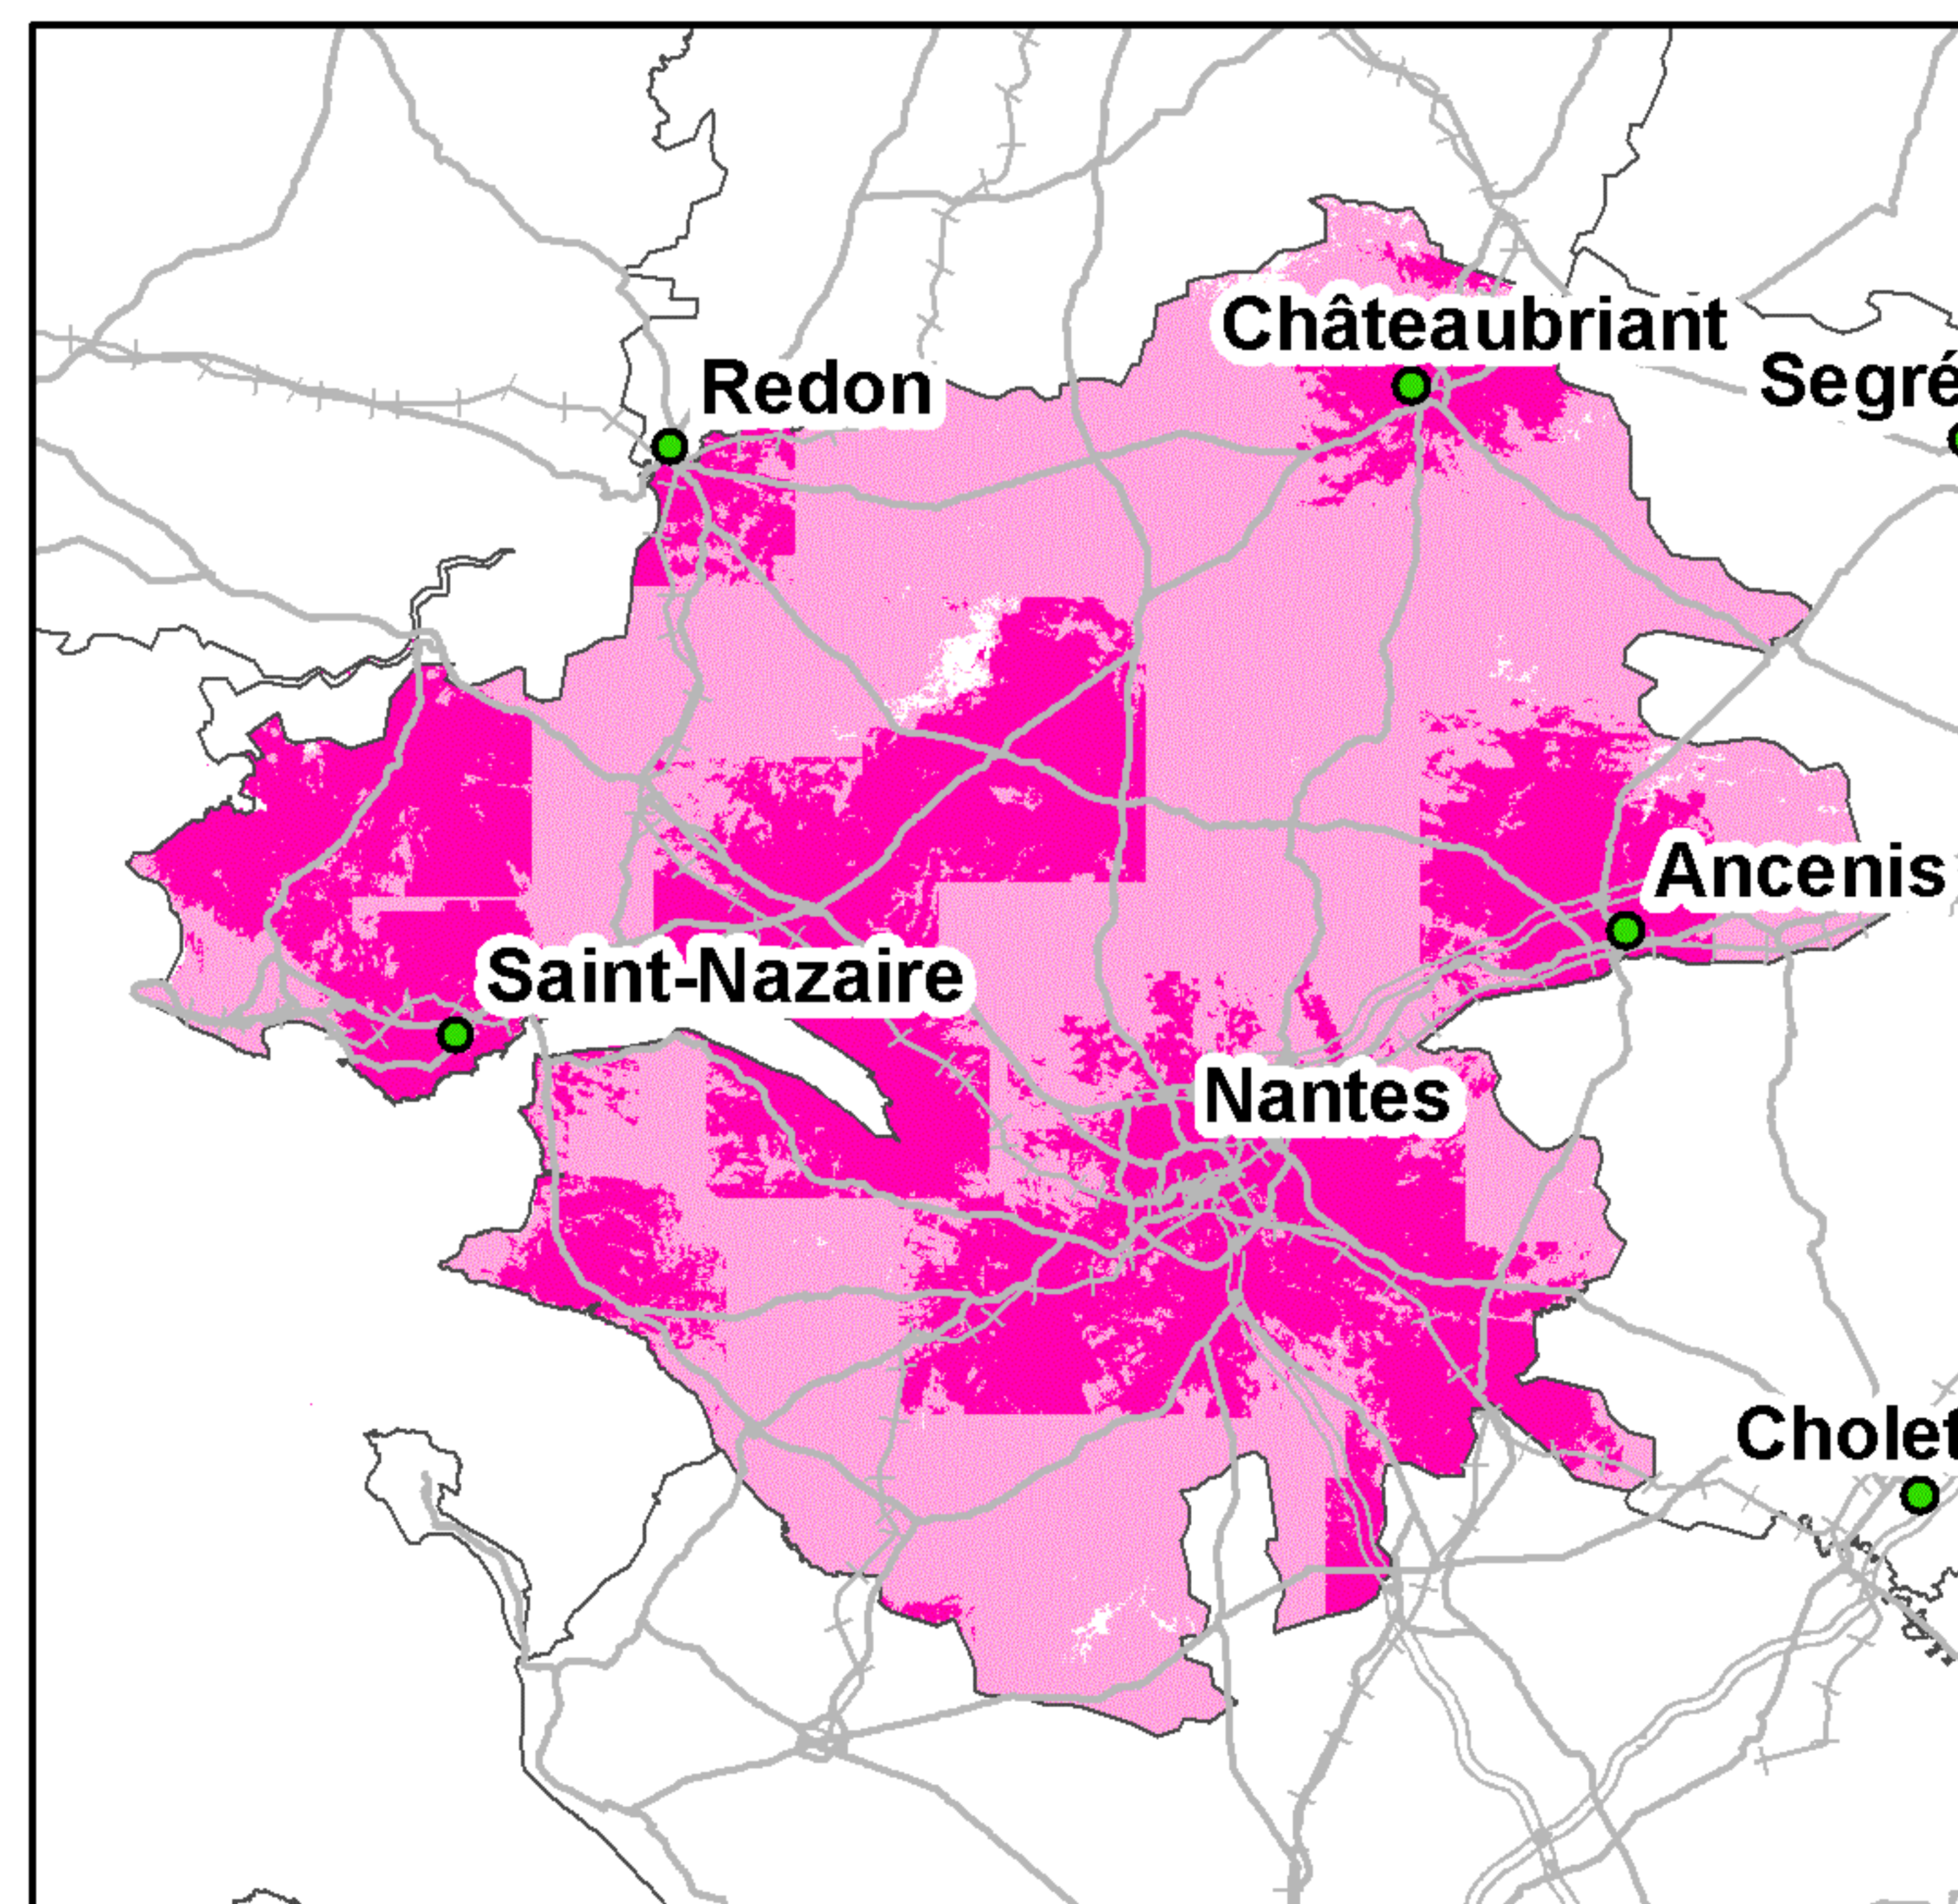 Châteaubriant
Redon
Segré
Ancenis
Saint-Nazaire
Nantes
Cholet